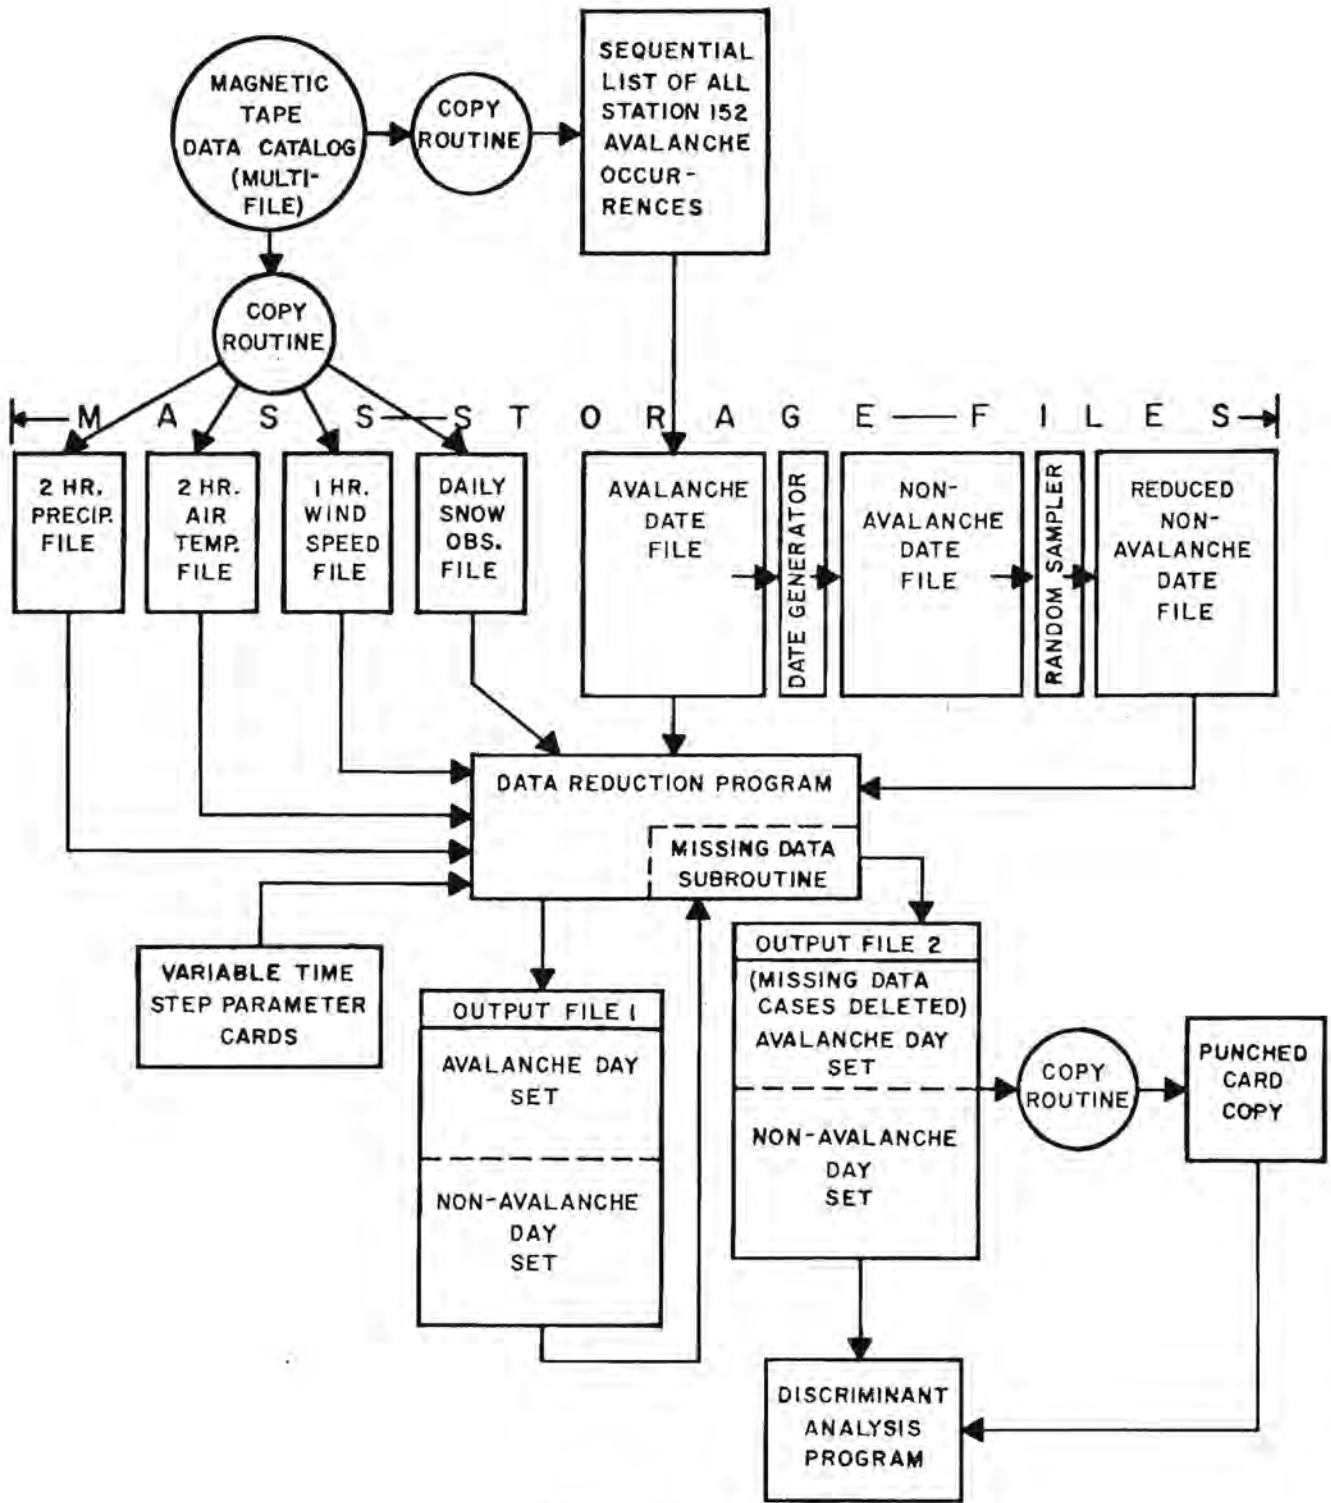 MAGNETIC
TAPE
DATA CATALOG
(MULTI-
FILE)
COPY
ROUTINE
SEQUENTIAL
LIST OF ALL
STATION 152
AVALANCHE
OCCUR-
RENCES
COPY
ROUTINE
MASS STORAGE FILES
2 HR.
PRECIP.
FILE
2 HR.
AIR
TEMP.
FILE
1 HR.
WIND
SPEED
FILE
DAILY
SNOW
OBS.
FILE
AVALANCHE
DATE
FILE
DATE GENERATOR
NON-
AVALANCHE
DATE
FILE
RANDOM SAMPLER
REDUCED
NON-
AVALANCHE
DATE
FILE
DATA REDUCTION PROGRAM
MISSING DATA
SUBROUTINE
VARIABLE TIME
STEP PARAMETER
CARDS
OUTPUT FILE 1
AVALANCHE DAY
SET
NON-AVALANCHE
DAY
SET
OUTPUT FILE 2
(MISSING DATA
CASES DELETED)
AVALANCHE DAY
SET
NON-AVALANCHE
DAY
SET
COPY
ROUTINE
PUNCHED
CARD
COPY
DISCRIMINANT
ANALYSIS
PROGRAM